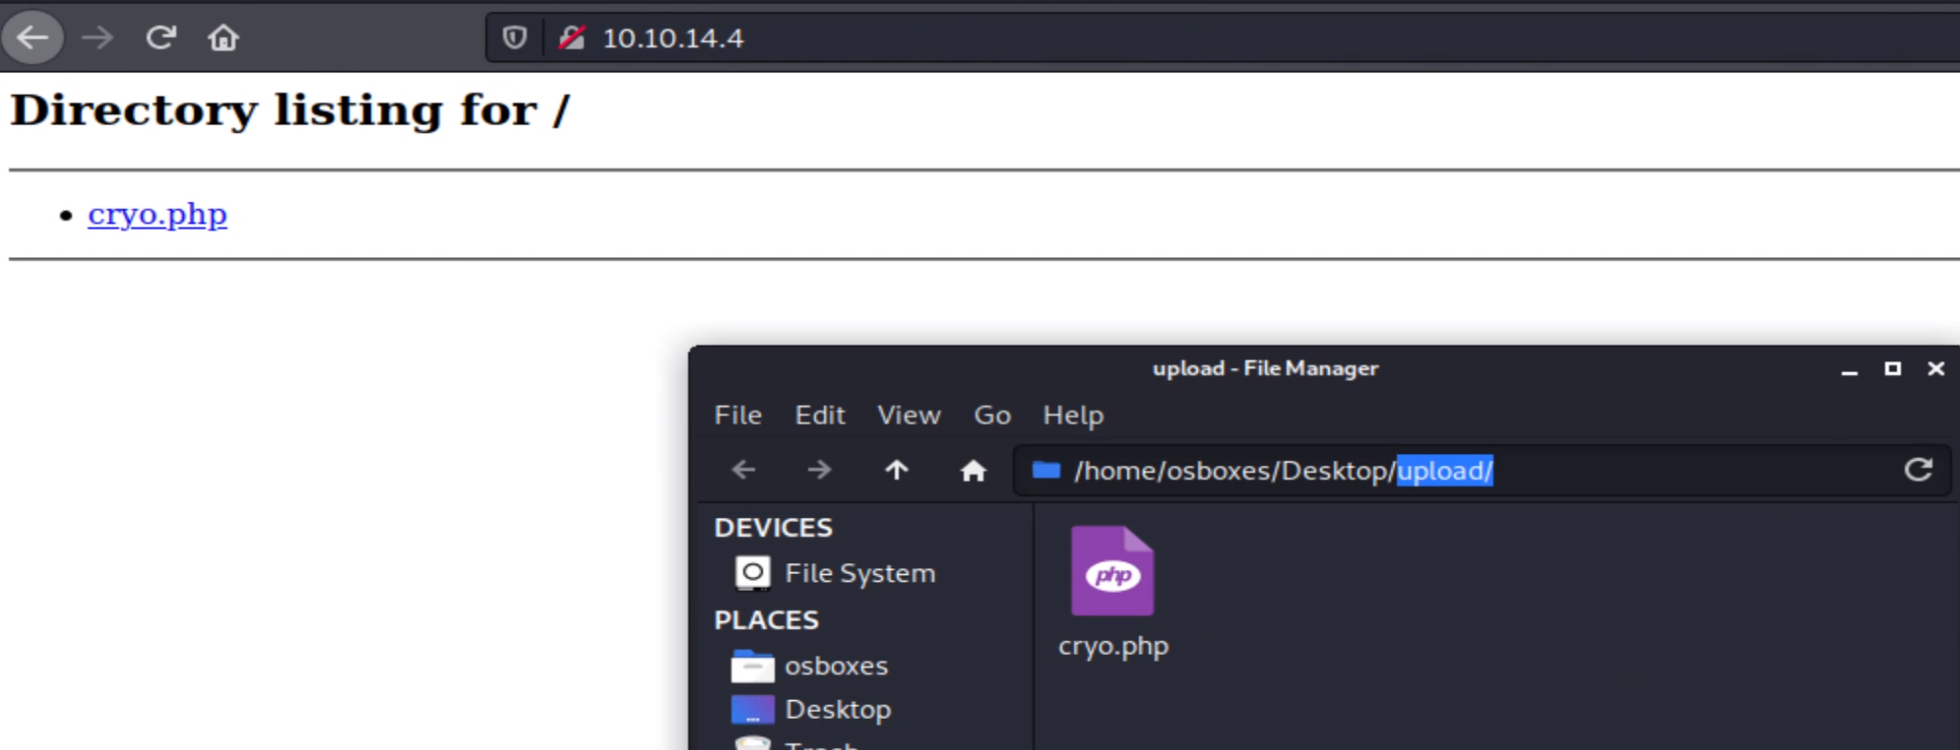 10.10.14.4
Directory listing for /
cryo.php
upload - File Manager
File Edit View Go Help
/home/osboxes/Desktop/upload/
DEVICES
File System
PLACES
osboxes
Desktop
php
cryo.php